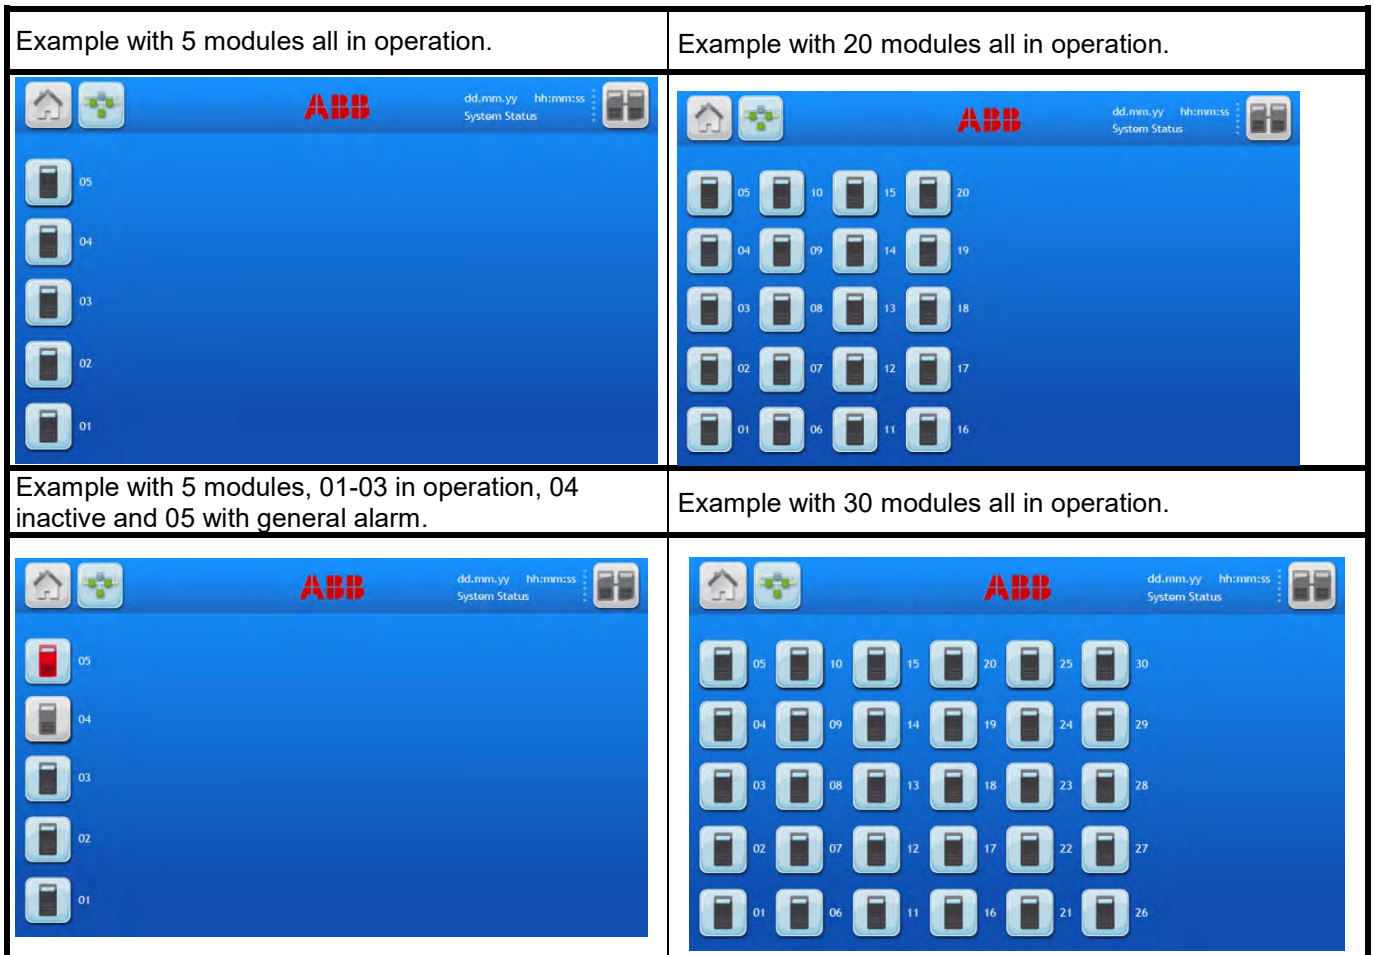 Example with 5 modules all in operation.
Example with 20 modules all in operation.
ABB
dd.mm.yy hh:mm:ss
System Status
05
04
03
02
01
ABB
dd.mm.yy hh:mm:ss
System Status
05 10 15 20
04 09 14 19
03 08 13 18
02 07 12 17
01 06 11 16
Example with 5 modules, 01-03 in operation, 04
inactive and 05 with general alarm.
Example with 30 modules all in operation.
ABB
dd.mm.yy hh:mm:ss
System Status
05
04
03
02
01
ABB
dd.mm.yy hh:mm:ss
System Status
05 10 15 20 25 30
04 09 14 19 24 29
03 08 13 18 23 28
02 07 12 17 22 27
01 06 11 16 21 26